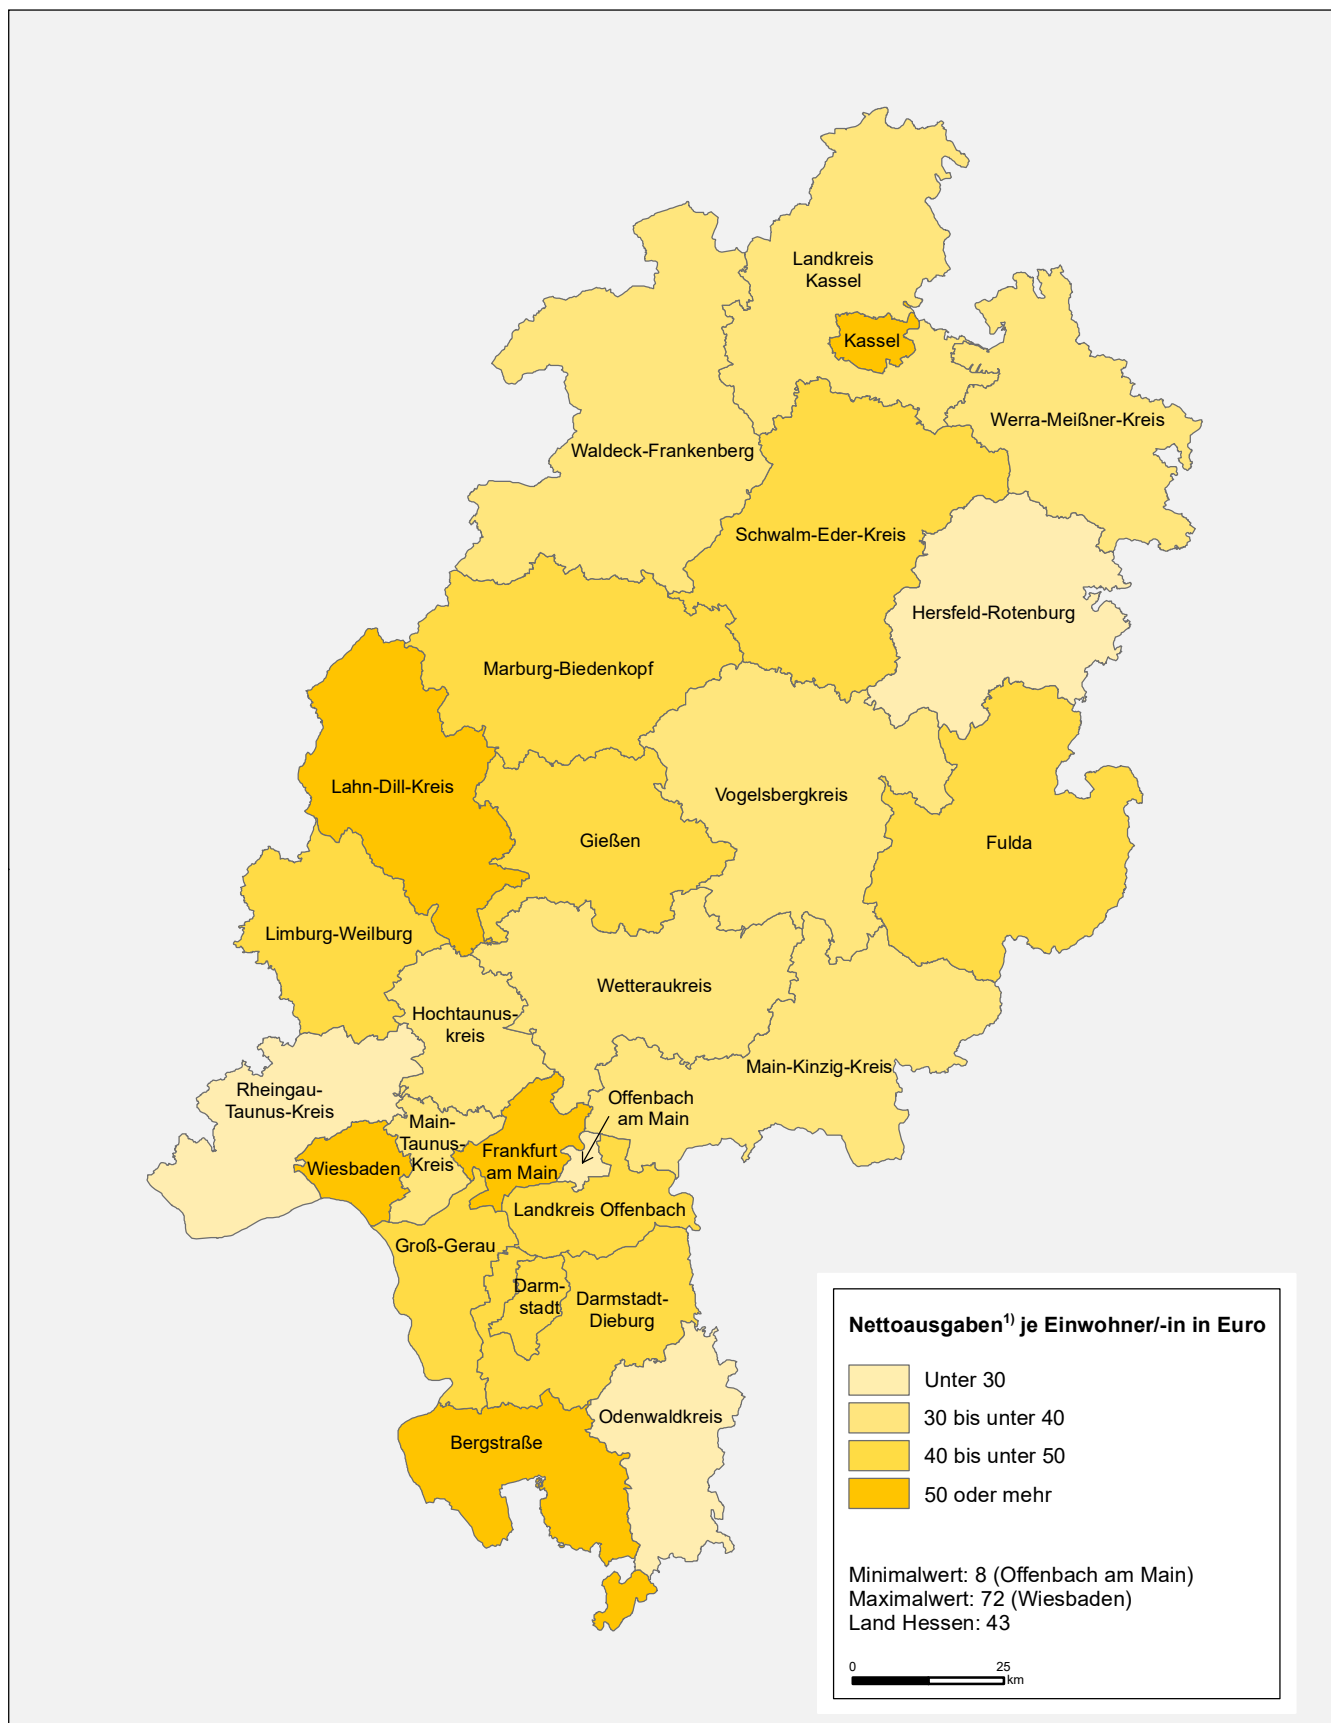 Landkreis
Kassel
Kassel
Werra-Meißner-Kreis
Waldeck-Frankenberg
Schwalm-Eder-Kreis
Hersfeld-Rotenburg
Marburg-Biedenkopf
Lahn-Dill-Kreis
Vogelsbergkreis
Gießen
Fulda
Limburg-Weilburg
Wetteraukreis
Hochtaunus-
kreis
Main-Kinzig-Kreis
Rheingau-
Taunus-Kreis
Offenbach
am Main
Main-
Taunus-
Kreis
Frankfurt
am Main
Wiesbaden
Landkreis Offenbach
Groß-Gerau
Darm-
stadt
Darmstadt-
Dieburg
Odenwaldkreis
Bergstraße
Nettoausgaben¹⁾ je Einwohner/-in in Euro
Unter 30
30 bis unter 40
40 bis unter 50
50 oder mehr
Minimalwert: 8 (Offenbach am Main)
Maximalwert: 72 (Wiesbaden)
Land Hessen: 43
0 25
km